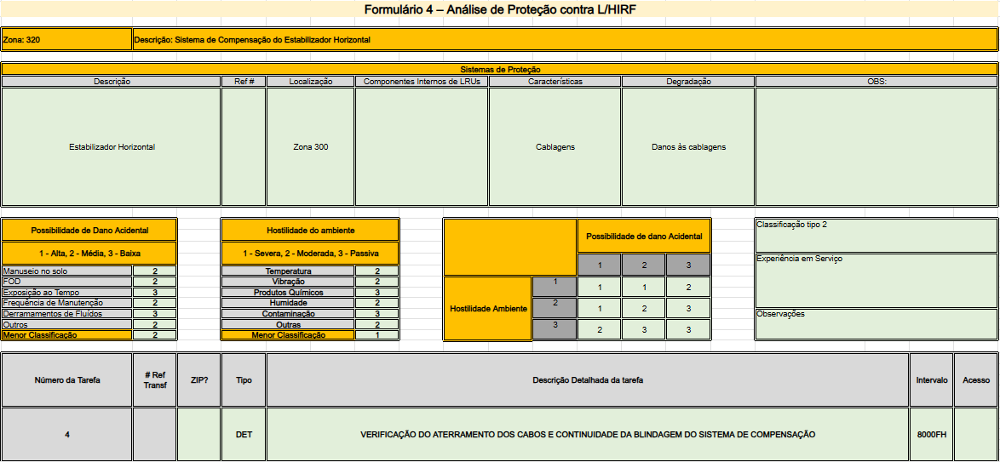 Formulário 4 – Análise de Proteção contra L/HIRF
Zona: 320 Descrição: Sistema de Compensação do Estabilizador Horizontal
Sistemas de Proteção
Descrição Ref # Localização Componentes Internos de LRUs Características Degradação OBS:
Estabilizador Horizontal Zona 300 Cablagens Danos às cablagens
Possibilidade de Dano Acidental
1 - Alta, 2 - Média, 3 - Baixa
Manuseio no solo 2
FOD 2
Exposição ao Tempo 3
Frequência de Manutenção 2
Derramamentos de Fluídos 3
Outros 2
Menor Classificação 2
Hostilidade do ambiente
1 - Severa, 2 - Moderada, 3 - Passiva
Temperatura 2
Vibração 2
Produtos Químicos 3
Humidade 2
Contaminação 3
Outras 2
Menor Classificação 1
Possibilidade de dano Acidental
1 2 3
Hostilidade Ambiente
1 1 1 2
2 1 2 3
3 2 3 3
Classificação tipo 2
Experiência em Serviço
Observações
Número da Tarefa # Ref Transf ZIP? Tipo Descrição Detalhada da tarefa Intervalo Acesso
4 DET VERIFICAÇÃO DO ATERRAMENTO DOS CABOS E CONTINUIDADE DA BLINDAGEM DO SISTEMA DE COMPENSAÇÃO 8000FH